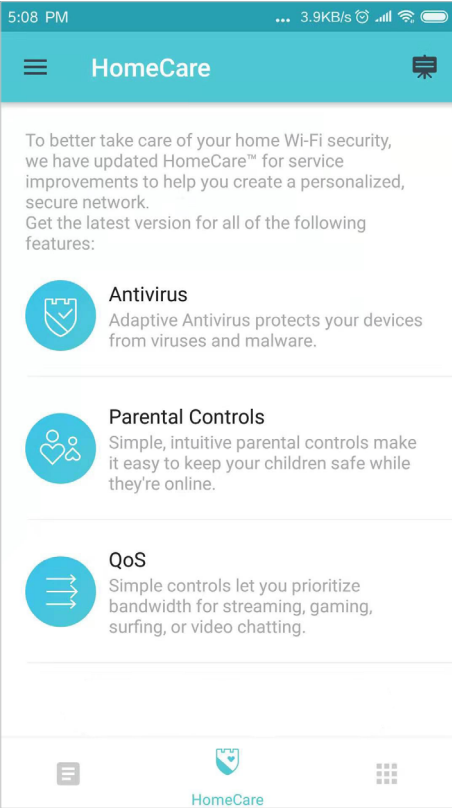 5:08 PM ... 3.9KB/s
HomeCare
To better take care of your home Wi-Fi security,
we have updated HomeCare™ for service
improvements to help you create a personalized,
secure network.
Get the latest version for all of the following
features:
Antivirus
Adaptive Antivirus protects your devices
from viruses and malware.
Parental Controls
Simple, intuitive parental controls make
it easy to keep your children safe while
they're online.
QoS
Simple controls let you prioritize
bandwidth for streaming, gaming,
surfing, or video chatting.
HomeCare